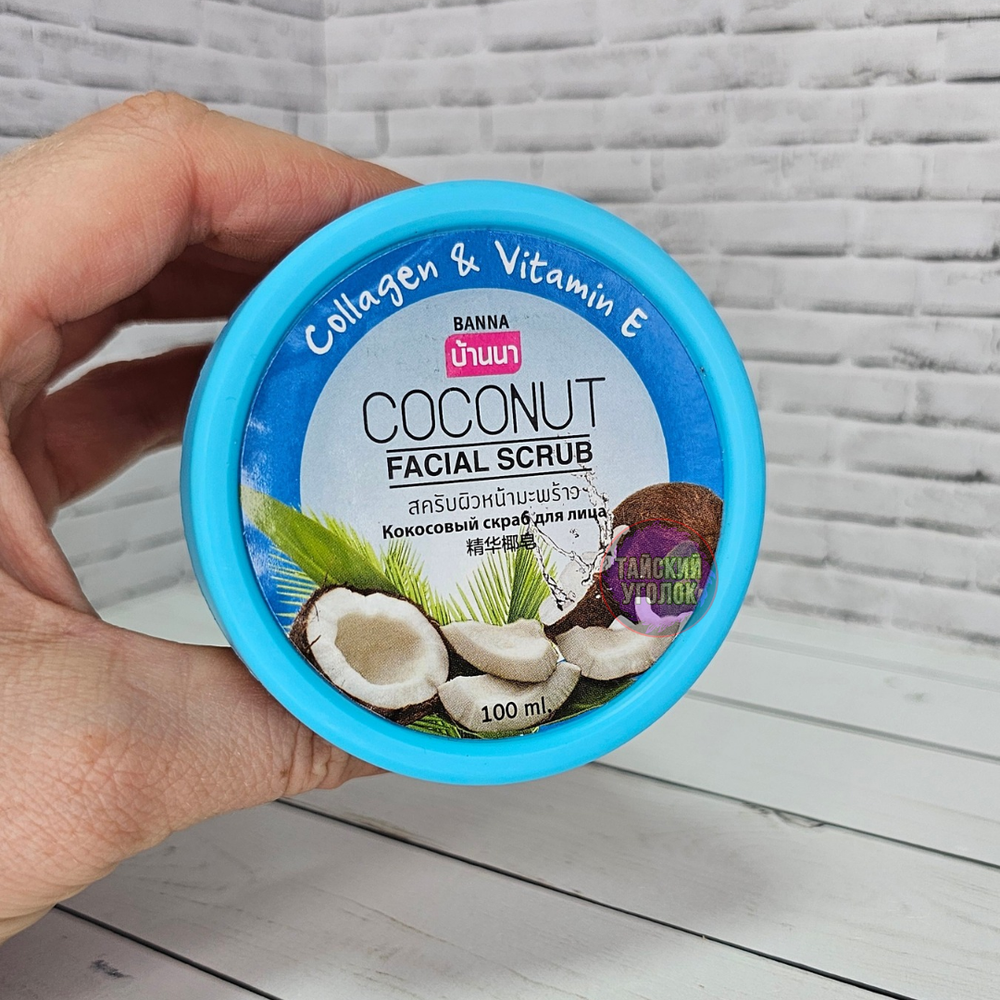 Collagen & Vitamin E
BANNA
บ้านนา
COCONUT
FACIAL SCRUB
สครับผิวหน้ามะพร้าว
Кокосовый скраб для лица
精华椰皂
ТАЙСКИЙ
УГОЛОК
100 ml.